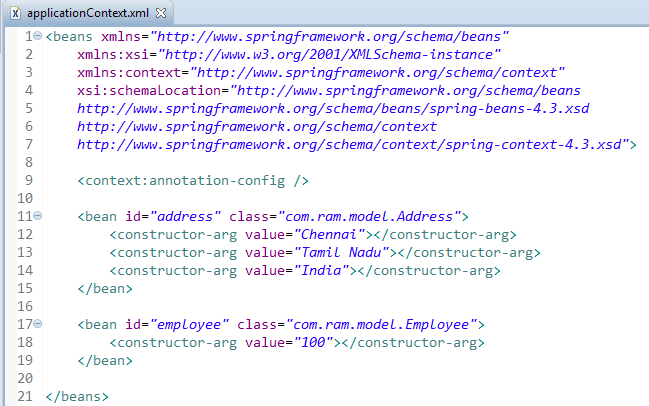 applicationContext.xml
1 <beans xmlns="http://www.springframework.org/schema/beans"
2     xmlns:xsi="http://www.w3.org/2001/XMLSchema-instance"
3     xmlns:context="http://www.springframework.org/schema/context"
4     xsi:schemaLocation="http://www.springframework.org/schema/beans
5     http://www.springframework.org/schema/beans/spring-beans-4.3.xsd
6     http://www.springframework.org/schema/context
7     http://www.springframework.org/schema/context/spring-context-4.3.xsd">
8
9     <context:annotation-config />
10
11     <bean id="address" class="com.ram.model.Address">
12         <constructor-arg value="Chennai"></constructor-arg>
13         <constructor-arg value="Tamil Nadu"></constructor-arg>
14         <constructor-arg value="India"></constructor-arg>
15     </bean>
16
17     <bean id="employee" class="com.ram.model.Employee">
18         <constructor-arg value="100"></constructor-arg>
19     </bean>
20
21 </beans>